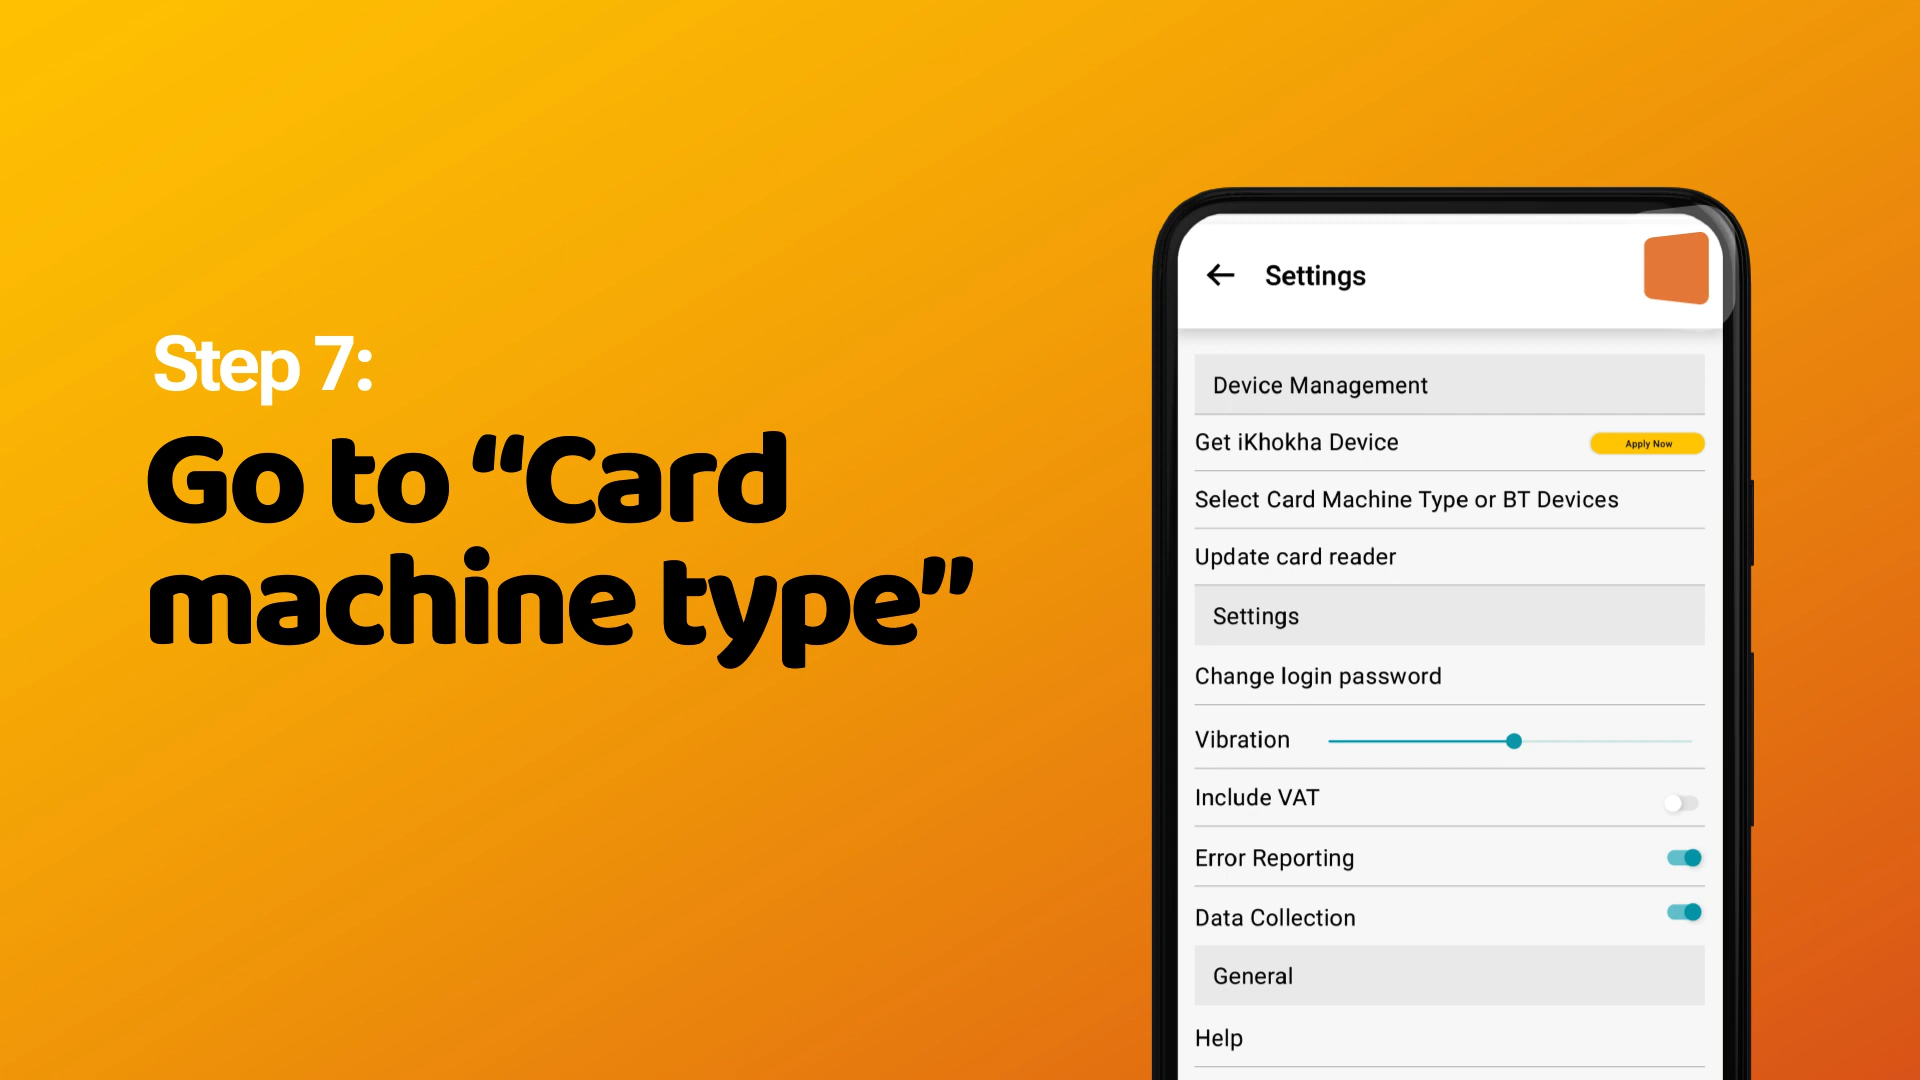 Step 7:
Go to “Card
machine type”
Settings
Device Management
Get iKhokha Device
Apply Now
Select Card Machine Type or BT Devices
Update card reader
Settings
Change login password
Vibration
Include VAT
Error Reporting
Data Collection
General
Help